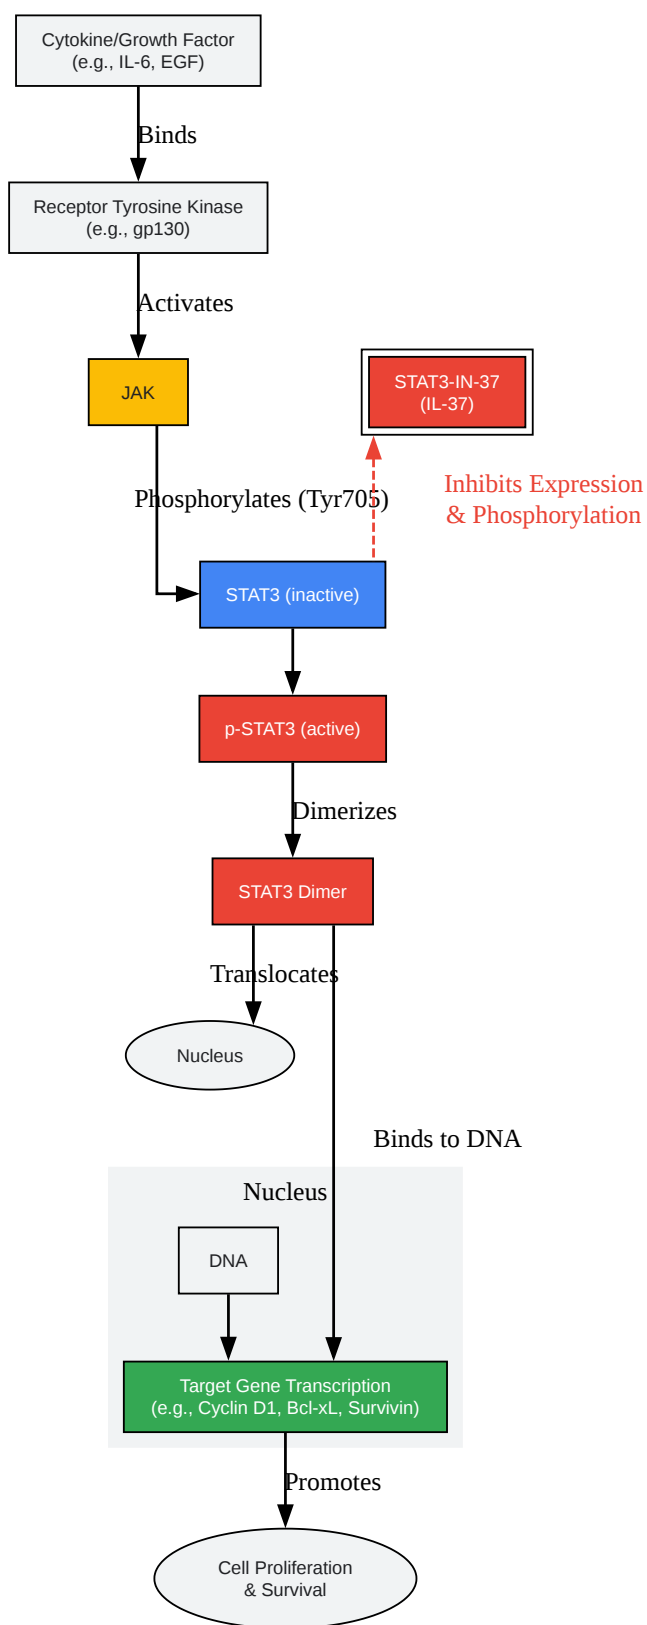 Cytokine/Growth Factor
(e.g., IL-6, EGF)
Binds
Receptor Tyrosine Kinase
(e.g., gp130)
Activates
JAK
STAT3-IN-37
(IL-37)
Phosphorylates (Tyr705)
Inhibits Expression
& Phosphorylation
STAT3 (inactive)
p-STAT3 (active)
Dimerizes
STAT3 Dimer
Translocates
Nucleus
Binds to DNA
Nucleus
DNA
Target Gene Transcription
(e.g., Cyclin D1, Bcl-xL, Survivin)
Promotes
Cell Proliferation
& Survival